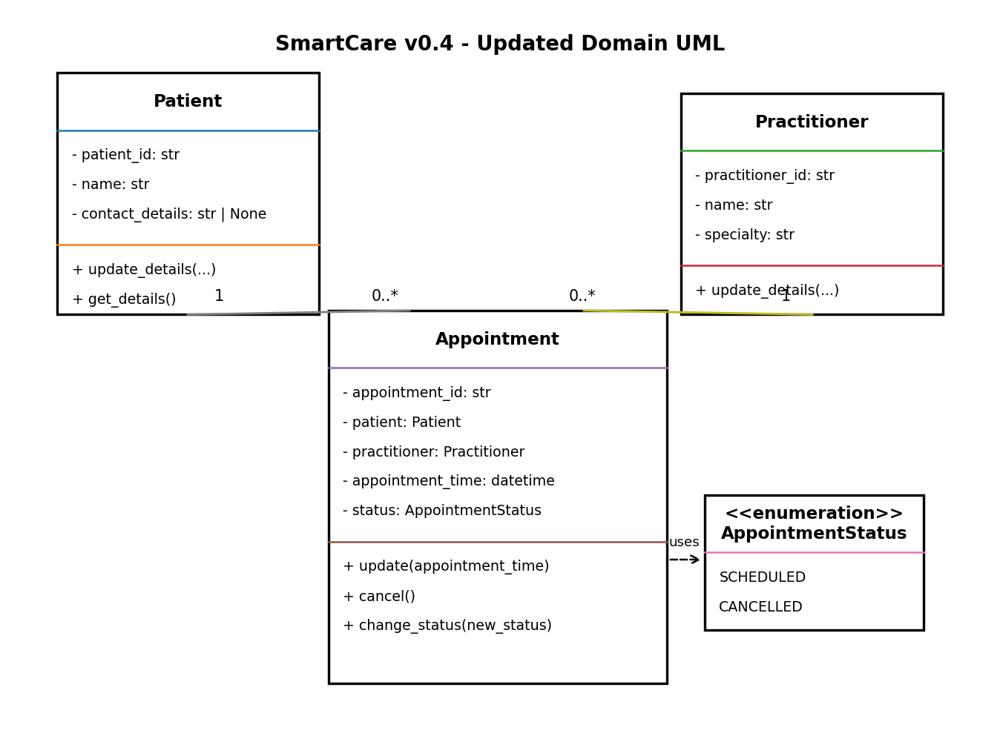 SmartCare v0.4 - Updated Domain UML
Patient
- patient_id: str
- name: str
- contact_details: str | None
+ update_details(...)
+ get_details()
1
0..*
Practitioner
- practitioner_id: str
- name: str
- specialty: str
+ update_details(...)
1
0..*
Appointment
- appointment_id: str
- patient: Patient
- practitioner: Practitioner
- appointment_time: datetime
- status: AppointmentStatus
+ update(appointment_time)
+ cancel()
+ change_status(new_status)
uses
<<enumeration>>
AppointmentStatus
SCHEDULED
CANCELLED